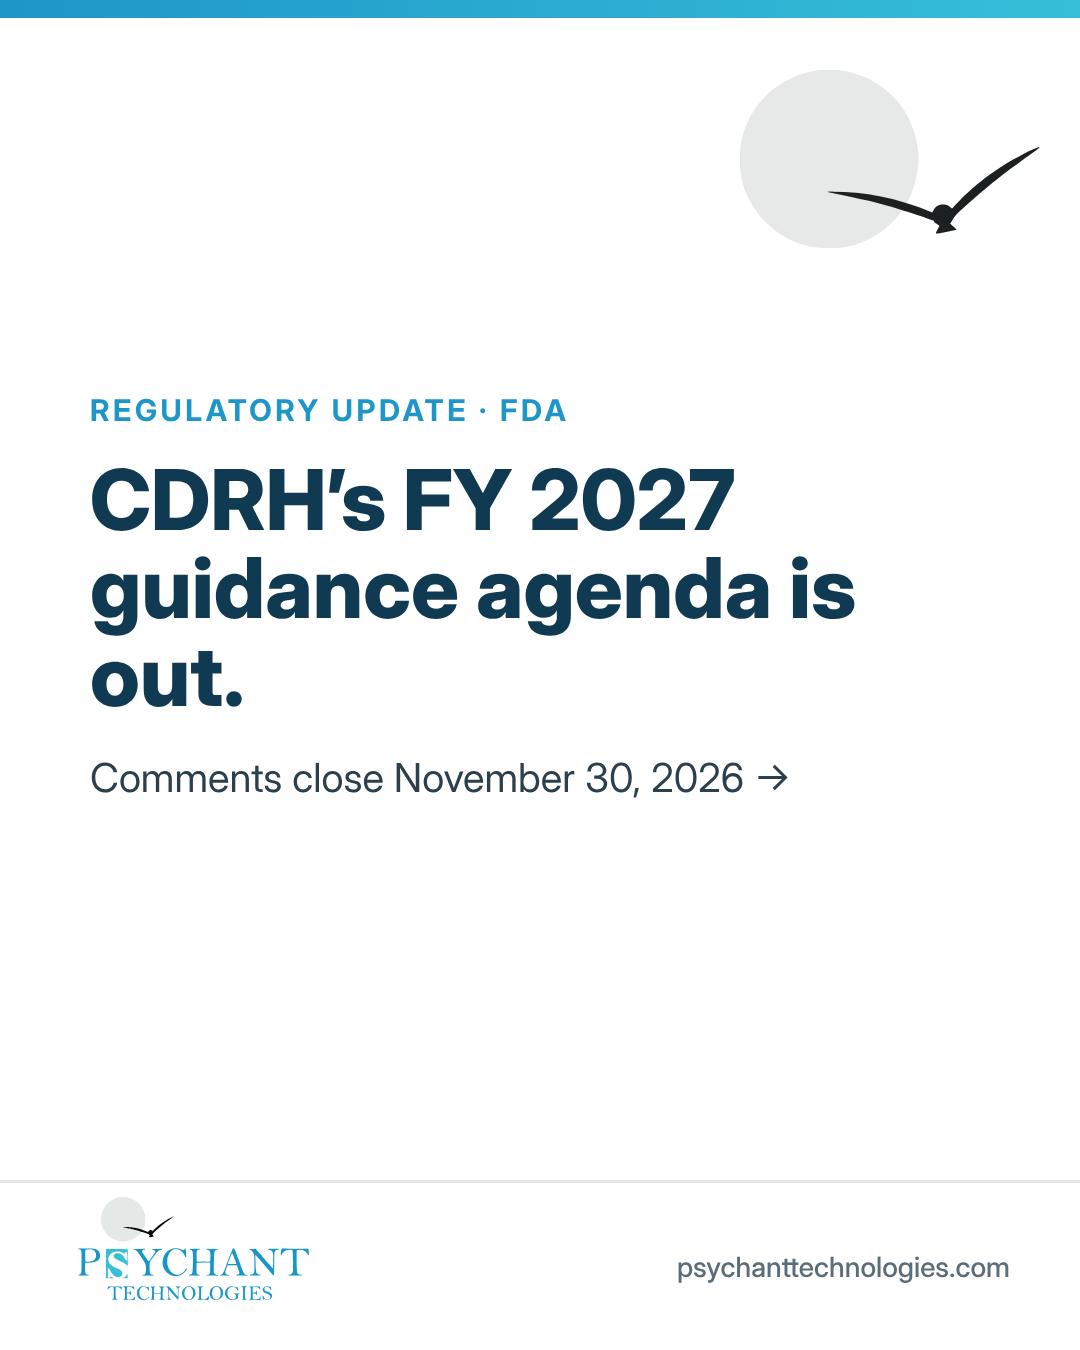 REGULATORY UPDATE · FDA
CDRH’s FY 2027
guidance agenda is
out.
Comments close November 30, 2026 →
PSYCHANT
TECHNOLOGIES
psychanttechnologies.com